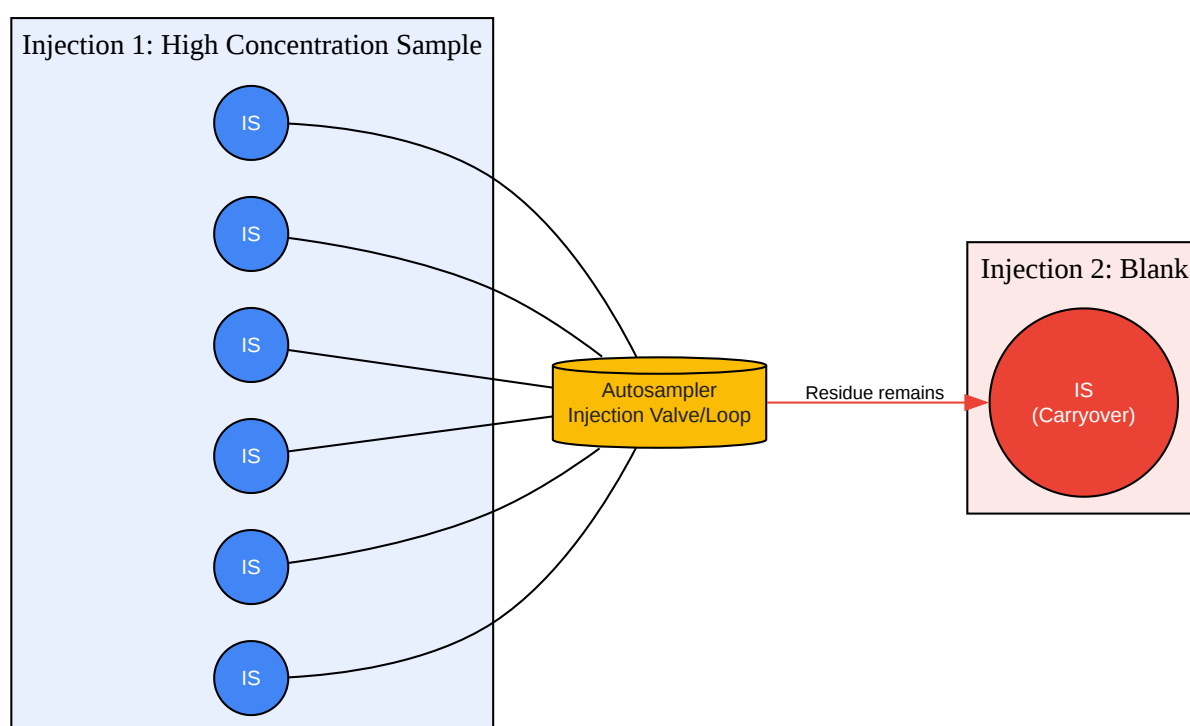 Injection 1: High Concentration Sample
IS
IS
IS
IS
IS
IS
Autosampler
Injection Valve/Loop
Residue remains
Injection 2: Blank
IS
(Carryover)